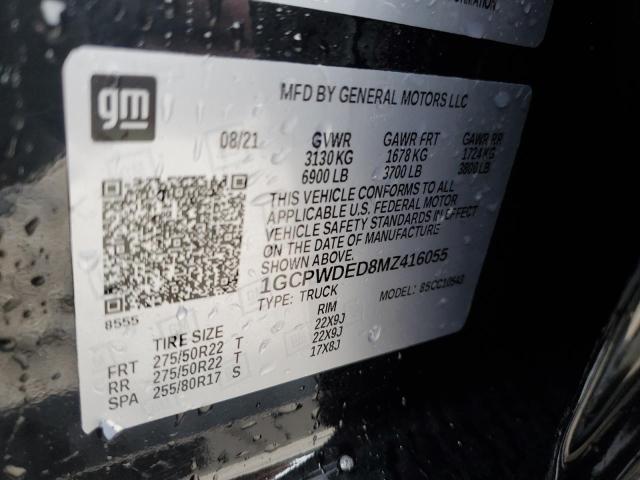 ORMATION
gm
MFD BY GENERAL MOTORS LLC
08/21 GVWR GAWR FRT GAWR RR
3130 KG 1678 KG 1724 KG
6900 LB 3700 LB 3800 LB
THIS VEHICLE CONFORMS TO ALL
APPLICABLE U.S. FEDERAL MOTOR
VEHICLE SAFETY STANDARDS IN EFFECT
ON THE DATE OF MANUFACTURE
SHOWN ABOVE.
1GCPWDED8MZ416055
TYPE: TRUCK MODEL: 8SCC10543
8555
TIRE SIZE RIM
FRT 275/50R22 T 22X9J
RR 275/50R22 T 22X9J
SPA 255/80R17 S 17X8J